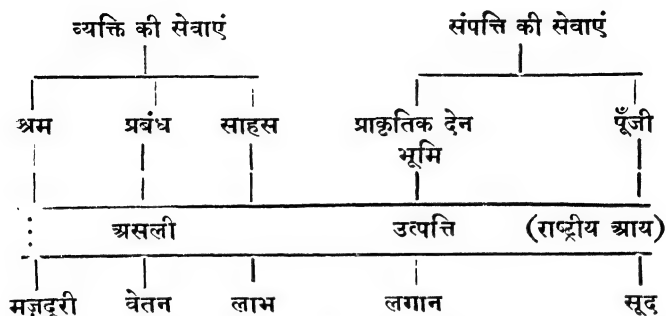 व्यक्ति की सेवाएं संपत्ति की सेवाएं
श्रम प्रबंध साहस प्राकृतिक देन पूँजी
भूमि
असली उत्पत्ति (राष्ट्रीय आय)
मज़दूरी वेतन लाभ लगान सूद